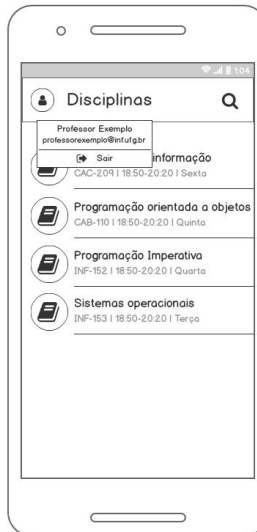 104
Disciplinas
Professor Exemplo
professorexemplo@inf.ufg.br
Sair
informação
CAC-209 | 18:50-20:20 | Sexta
Programação orientada a objetos
CAB-110 | 18:50-20:20 | Quinta
Programação Imperativa
INF-152 | 18:50-20:20 | Quarta
Sistemas operacionais
INF-153 | 18:50-20:20 | Terça